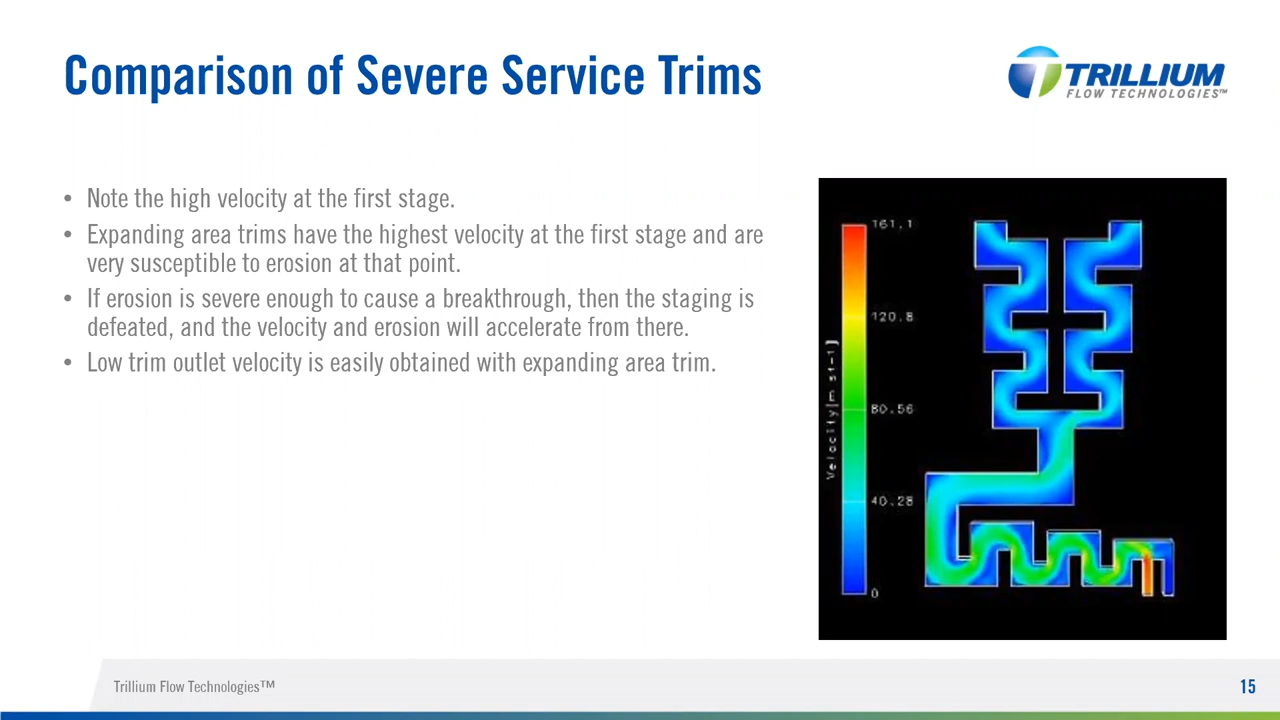 Comparison of Severe Service Trims
TRILLIUM
FLOW TECHNOLOGIES™
• Note the high velocity at the first stage.
• Expanding area trims have the highest velocity at the first stage and are
very susceptible to erosion at that point.
• If erosion is severe enough to cause a breakthrough, then the staging is
defeated, and the velocity and erosion will accelerate from there.
• Low trim outlet velocity is easily obtained with expanding area trim.
161.1
120.8
80.56
40.28
0
Velocity[m s†-1]
Trillium Flow Technologies™
15